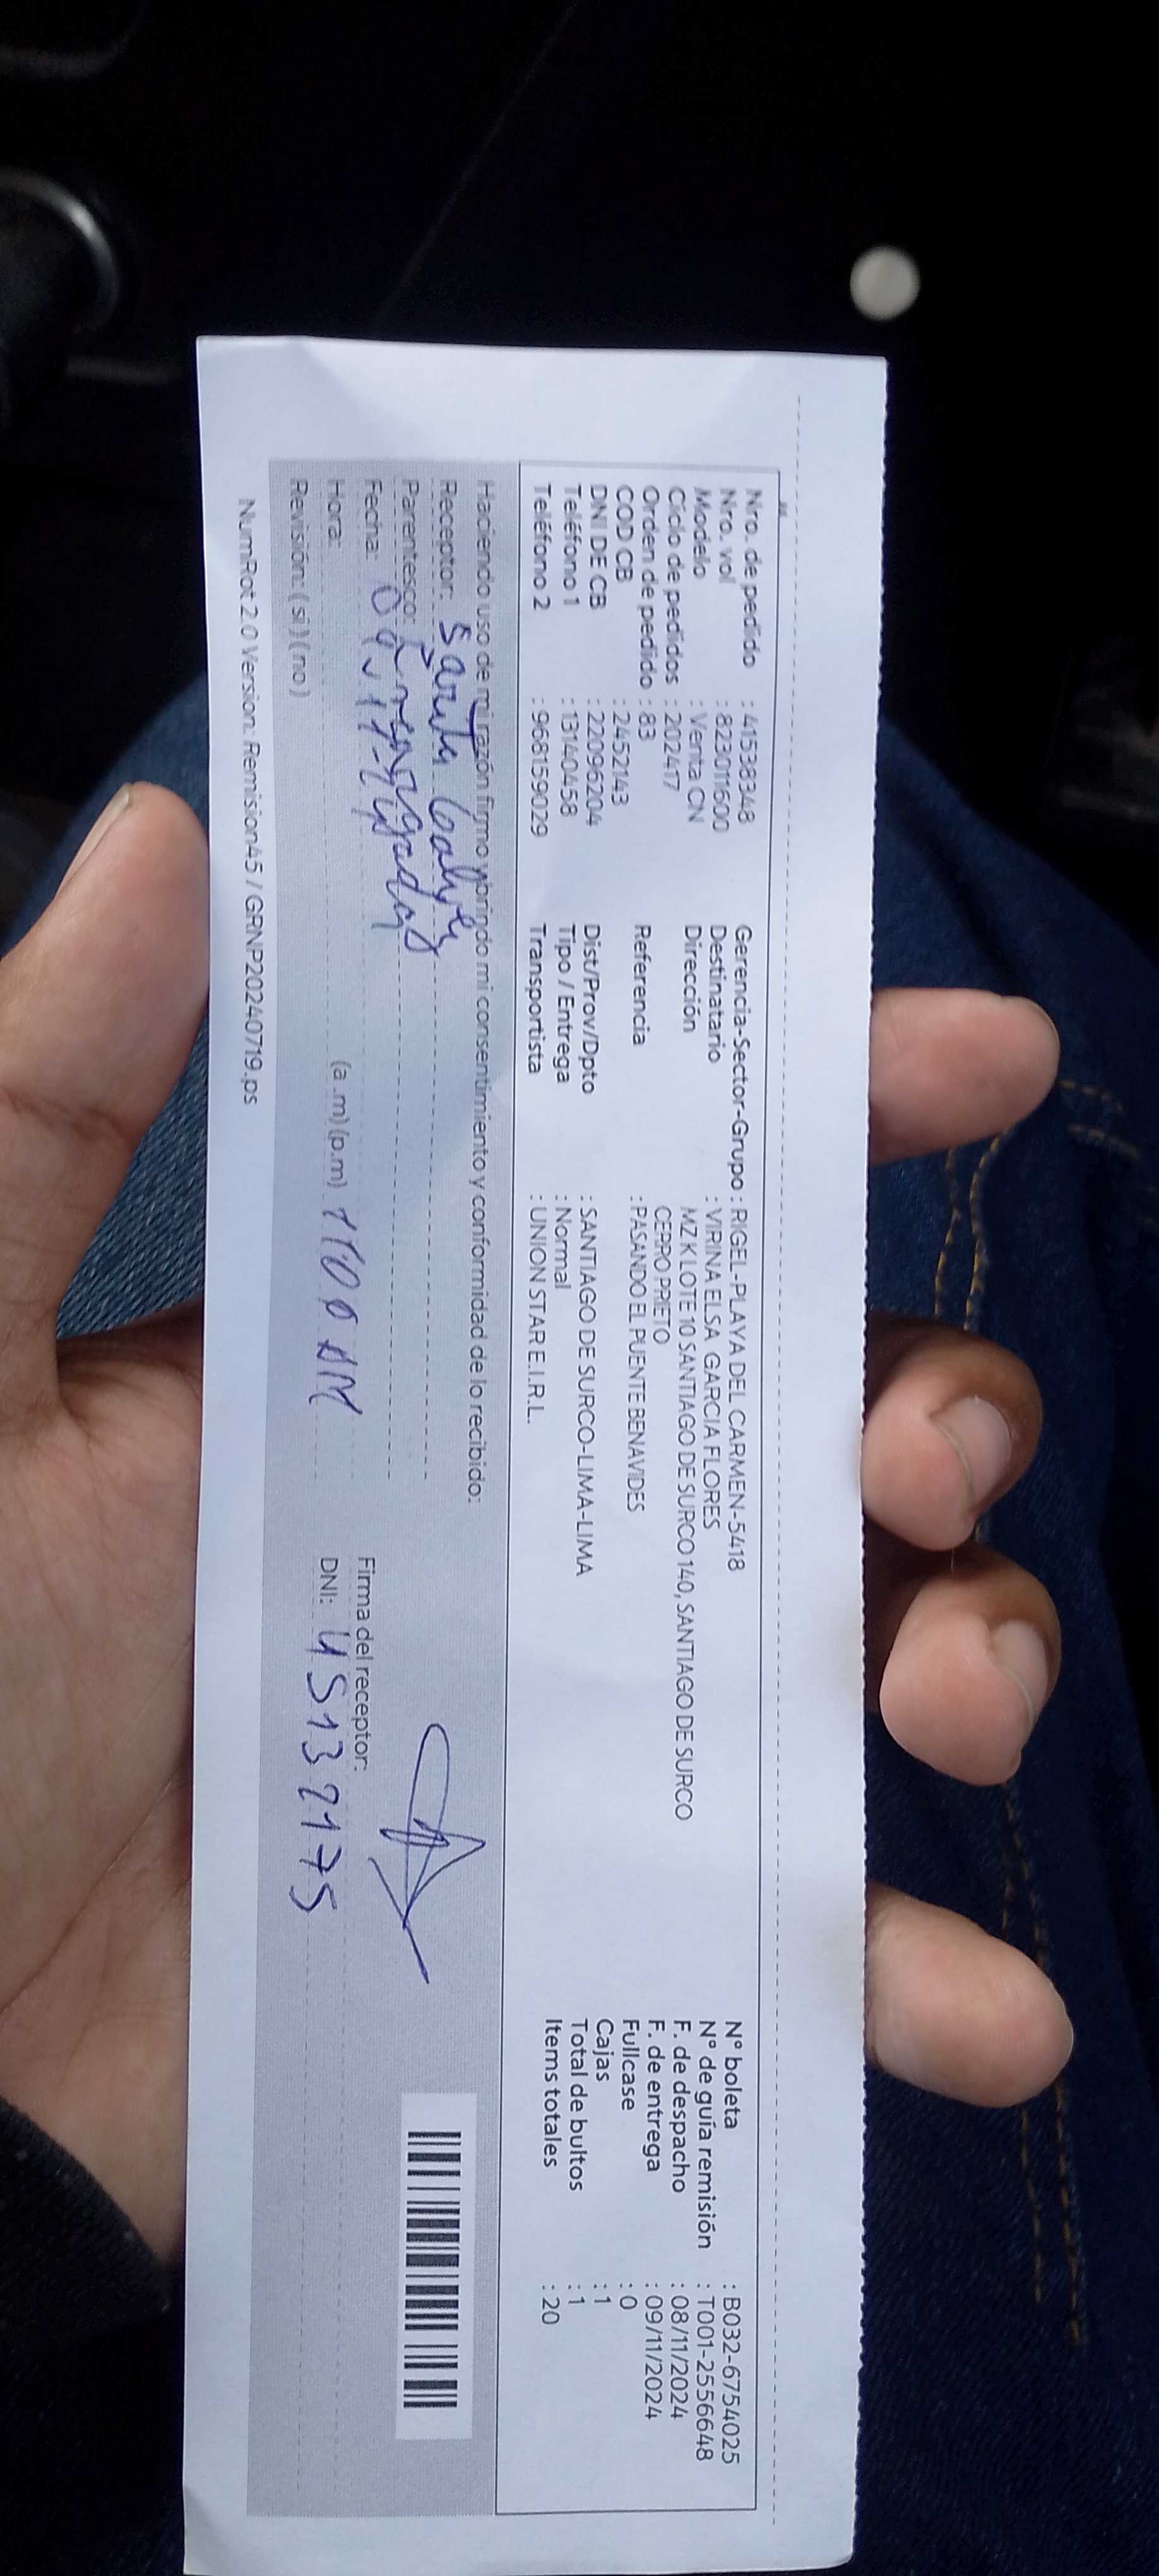 Nro. de pedido : 41538348
Nro. vol : 823011600
Modelo : Venta CN
Ciclo de pedidos : 202417
Orden de pedido : 83
COD CB : 2452143
DNI DE CB : 22096204
Teléfono 1 : 13140458
Teléfono 2 : 968159029
Gerencia-Sector-Grupo : RIGEL-PLAYA DEL CARMEN-5418
Destinatario : VIRINA ELSA GARCIA FLORES
Dirección MZ K LOTE 10 SANTIAGO DE SURCO 140, SANTIAGO DE SURCO
CERRO PRIETO
Referencia : PASANDO EL PUENTE BENAVIDES
Dist/Prov/Dpto : SANTIAGO DE SURCO-LIMA-LIMA
Tipo / Entrega : Normal
Transportista : UNION STAR E.I.R.L.
N° boleta : B032-6754025
N° de guía remisión : T001-2556648
F. de despacho : 08/11/2024
F. de entrega : 09/11/2024
Fullcase : 0
Cajas : 1
Total de bultos : 1
Items totales : 20
Haciendo uso de mi razón firmo y brindo mi consentimiento y conformidad de lo recibido:
Receptor:
Parentesco: Encargada
Fecha:
Hora: (a.m) (p.m) 1100 AM
Revisión: ( si ) ( no )
Firma del receptor:
DNI: 45132175
NumRot 2.0 Version: Remision45 / GRNP20240719.ps